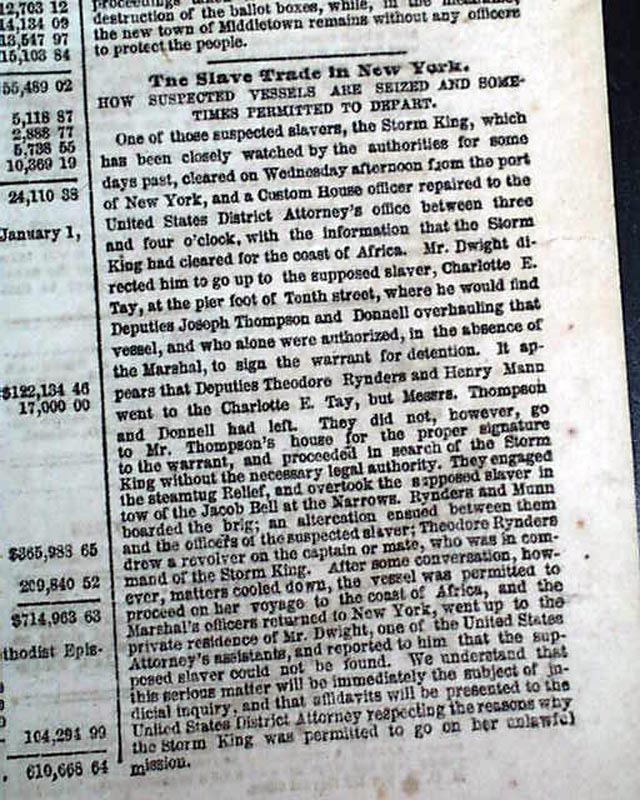 12,703 12
14,134 09
13,547 97
15,103 84
55,489 02
5,118 87
2,888 77
5,738 55
10,369 19
24,110 38
January 1,
$122,134 46
17,000 00
$365,983 65
209,840 52
$714,963 63
thodist Epis-
104,294 99
610,668 64
destruction of the ballot boxes, while, in the
the new town of Middletown remains without any officers
to protect the people.
The Slave Trade in New York.
HOW SUSPECTED VESSELS ARE SEIZED AND SOME-
TIMES PERMITTED TO DEPART.
One of those suspected slavers, the Storm King, which
has been closely watched by the authorities for some
days past, cleared on Wednesday afternoon from the port
of New York, and a Custom House officer repaired to the
United States District Attorney's office between three
and four o'clock, with the information that the Storm
King had cleared for the coast of Africa. Mr. Dwight di-
rected him to go up to the supposed slaver, Charlotte E.
Tay, at the pier foot of Tenth street, where he would find
Deputies Joseph Thompson and Donnell overhauling that
vessel, and who alone were authorized, in the absence of
the Marshal, to sign the warrant for detention. It ap-
pears that Deputies Theodore Rynders and Henry Mann
went to the Charlotte E. Tay, but Messrs. Thompson
and Donnell had left. They did not, however, go
to Mr. Thompson's house for the proper signature
to the warrant, and proceeded in search of the Storm
King without the necessary legal authority. They engaged
the steamtug Relief, and overtook the supposed slaver in
tow of the Jacob Bell at the Narrows. Rynders and Munn
boarded the brig; an altercation ensued between them
and the officers of the suspected slaver; Theodore Rynders
drew a revolver on the captain or mate, who was in com-
mand of the Storm King. After some conversation, how-
ever, matters cooled down, the vessel was permitted to
proceed on her voyage to the coast of Africa, and the
Marshal's officers returned to New York, went up to the
private residence of Mr. Dwight, one of the United States
Attorney's assistants, and reported to him that the sup-
posed slaver could not be found. We understand that
this serious matter will be immediately the subject of ju-
dicial inquiry, and that affidavits will be presented to the
United States District Attorney respecting the reasons why
the Storm King was permitted to go on her unlawful
mission.